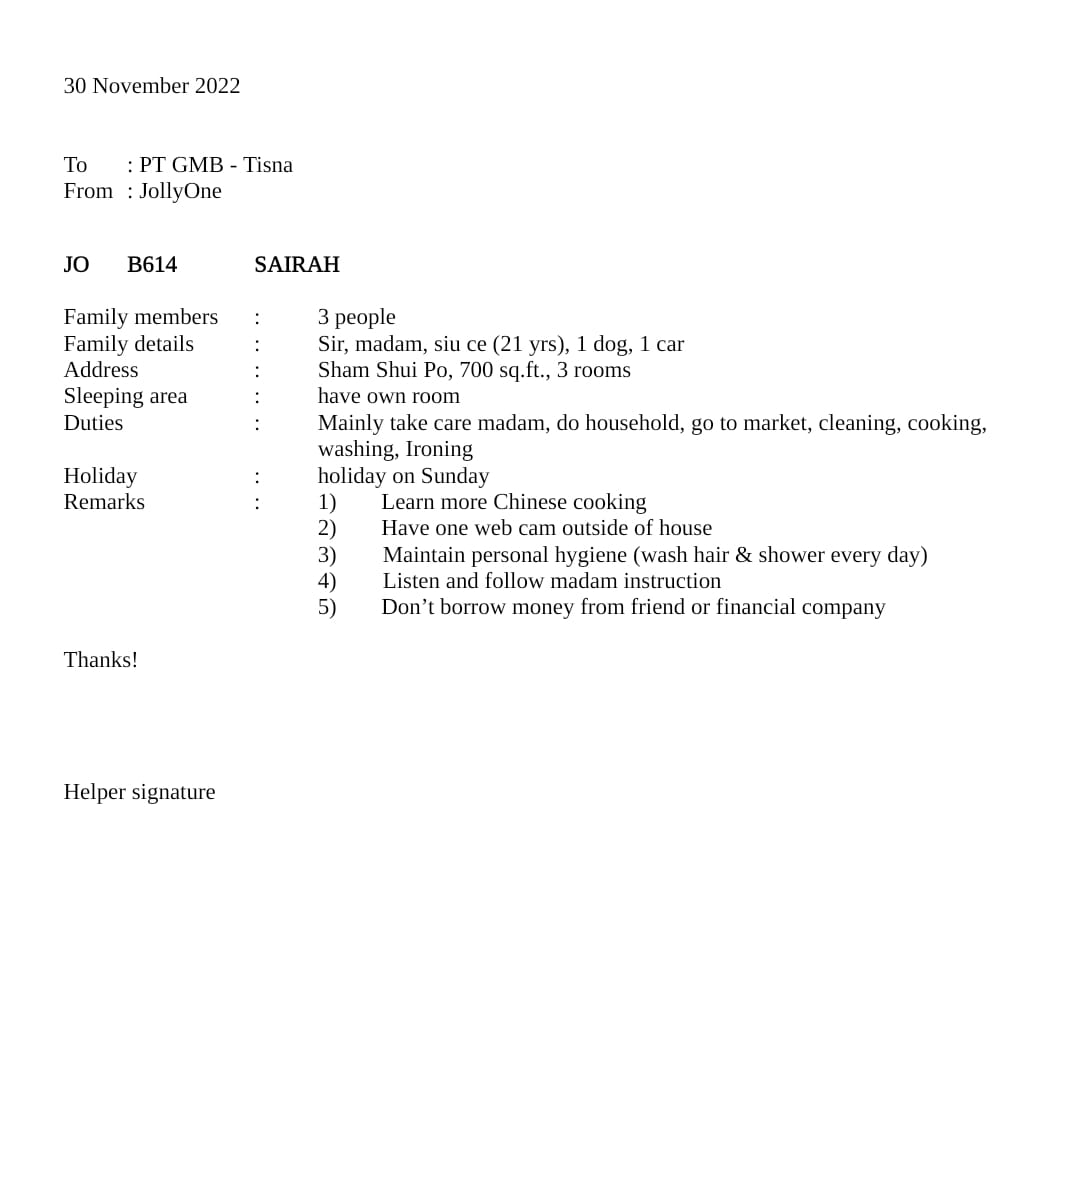 30 November 2022
To : PT GMB - Tisna
From : JollyOne
JO B614 SAIRAH
Family members : 3 people
Family details : Sir, madam, siu ce (21 yrs), 1 dog, 1 car
Address : Sham Shui Po, 700 sq.ft., 3 rooms
Sleeping area : have own room
Duties : Mainly take care madam, do household, go to market, cleaning, cooking,
washing, Ironing
Holiday : holiday on Sunday
Remarks : 1) Learn more Chinese cooking
2) Have one web cam outside of house
3) Maintain personal hygiene (wash hair & shower every day)
4) Listen and follow madam instruction
5) Don’t borrow money from friend or financial company
Thanks!
Helper signature